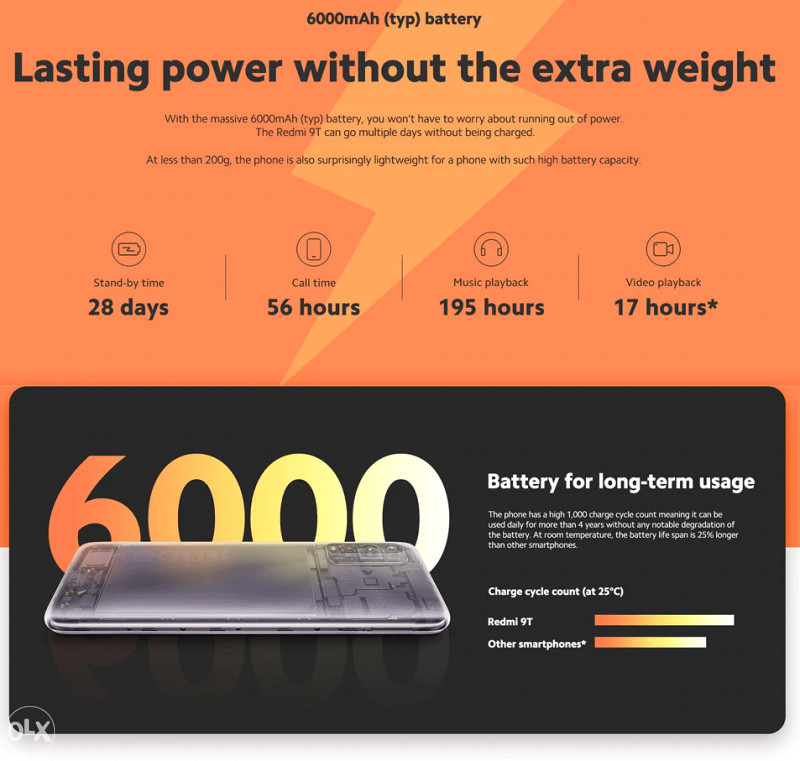 6000mAh (typ) battery
Lasting power without the extra weight
With the massive 6000mAh (typ) battery, you won't have to worry about running out of power.
The Redmi 9T can go multiple days without being charged.
At less than 200g, the phone is also surprisingly lightweight for a phone with such high battery capacity.
Stand-by time
28 days
Call time
56 hours
Music playback
195 hours
Video playback
17 hours*
6000
Battery for long-term usage
The phone has a high 1,000 charge cycle count meaning it can be
used daily for more than 4 years without any notable degradation of
the battery. At room temperature, the battery life span is 25% longer
than other smartphones.
Charge cycle count (at 25°C)
Redmi 9T
Other smartphones*
OLX